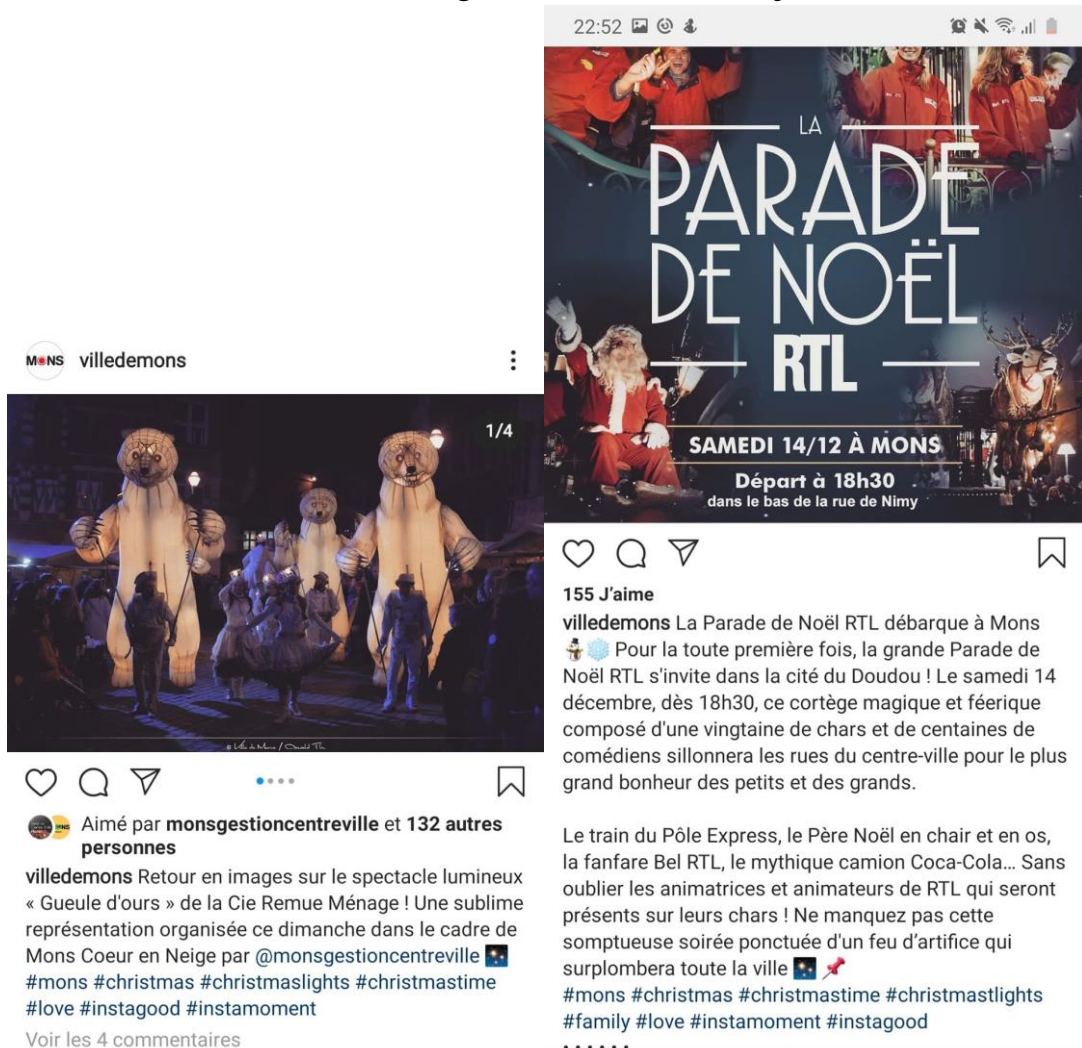 MONS villedemons
1/4
© Ville de Mons /
Aimé par monsgestioncentreville et 132 autres
personnes
villedemons Retour en images sur le spectacle lumineux
« Gueule d'ours » de la Cie Remue Ménage ! Une sublime
représentation organisée ce dimanche dans le cadre de
Mons Coeur en Neige par @monsgestioncentreville 🎇
#mons #christmas #christmaslights #christmastime
#love #instagood #instamoment
Voir les 4 commentaires
22:52
LA
PARADE
DE NOËL
RTL
SAMEDI 14/12 À MONS
Départ à 18h30
dans le bas de la rue de Nimy
155 J'aime
villedemons La Parade de Noël RTL débarque à Mons
⛄❄️ Pour la toute première fois, la grande Parade de
Noël RTL s'invite dans la cité du Doudou ! Le samedi 14
décembre, dès 18h30, ce cortège magique et féerique
composé d'une vingtaine de chars et de centaines de
comédiens sillonnera les rues du centre-ville pour le plus
grand bonheur des petits et des grands.
Le train du Pôle Express, le Père Noël en chair et en os,
la fanfare Bel RTL, le mythique camion Coca-Cola… Sans
oublier les animatrices et animateurs de RTL qui seront
présents sur leurs chars ! Ne manquez pas cette
somptueuse soirée ponctuée d'un feu d’artifice qui
surplombera toute la ville 🎇 📌
#mons #christmas #christmastime #christmastlights
#family #love #instamoment #instagood